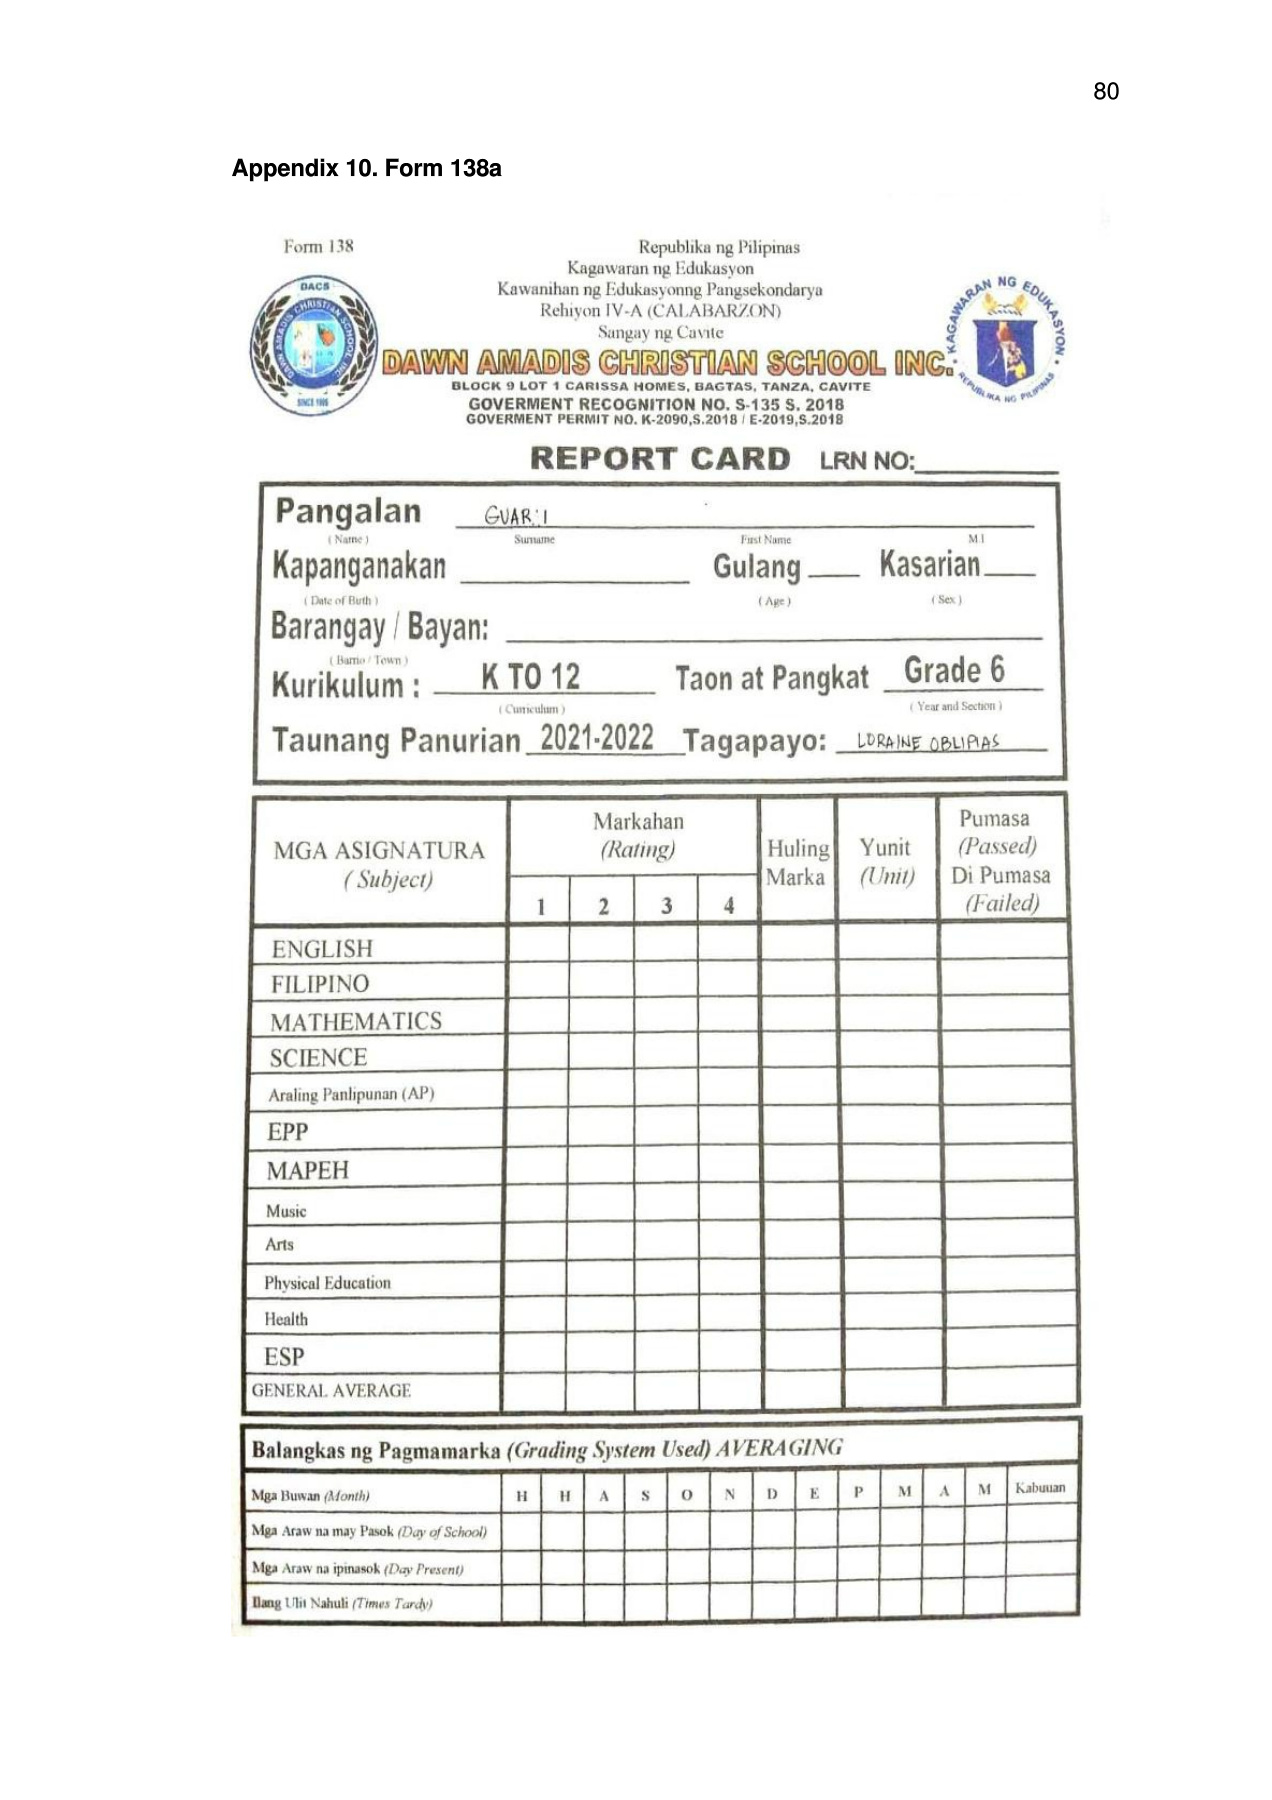 80
Appendix 10. Form 138a
Form 138
Republika ng Pilipinas
Kagawaran ng Edukasyon
Kawanihan ng Edukasyonng Pangsekondarya
Rehiyon IV-A (CALABARZON)
Sangay ng Cavite
DACS
DAWN AMADIS CHRISTIAN SCHOOL INC.
SINCE
KAGAWARAN NG EDUKASYON
REPUBLIKA NG PILIPINAS
DAWN AMADIS CHRISTIAN SCHOOL INC.
BLOCK 9 LOT 1 CARISSA HOMES, BAGTAS, TANZA, CAVITE
GOVERMENT RECOGNITION NO. S-135 S. 2018
GOVERMENT PERMIT NO. K-2090,S.2018 / E-2019,S.2018
REPORT CARD LRN NO:
Pangalan
( Name ) Surname First Name M.I
Kapanganakan Gulang Kasarian
( Date of Birth ) ( Age ) ( Sex )
Barangay / Bayan:
( Barrio / Town )
Kurikulum : K TO 12 Taon at Pangkat Grade 6
( Curriculum ) ( Year and Section )
Taunang Panurian 2021-2022 Tagapayo: LORAINE OBLIPIAS
MGA ASIGNATURA
( Subject)
Markahan
(Rating)
1 2 3 4
Huling
Marka
Yunit
(Unit)
Pumasa
(Passed)
Di Pumasa
(Failed)
ENGLISH
FILIPINO
MATHEMATICS
SCIENCE
Araling Panlipunan (AP)
EPP
MAPEH
Music
Arts
Physical Education
Health
ESP
GENERAL AVERAGE
Balangkas ng Pagmamarka (Grading System Used) AVERAGING
Mga Buwan (Month) H H A S O N D E P M A M Kabuuan
Mga Araw na may Pasok (Day of School)
Mga Araw na ipinasok (Day Present)
Ilang Ulit Nahuli (Times Tardy)